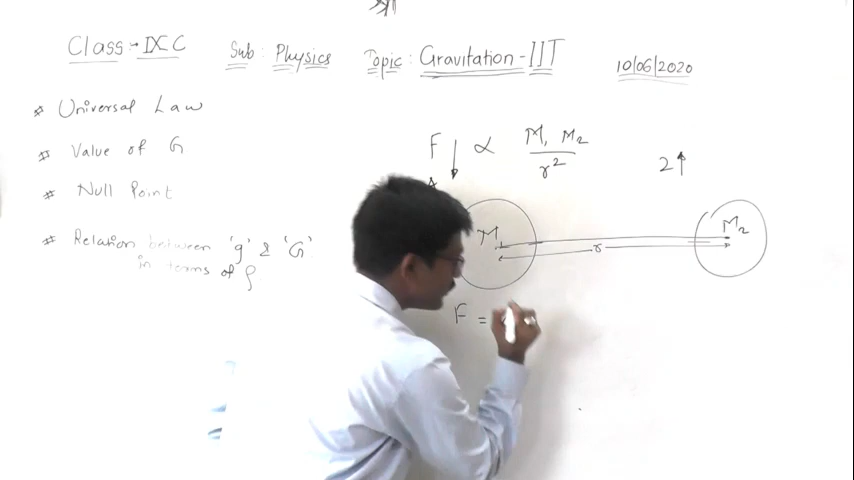 श्री
Class:- IX C Sub: Physics Topic: Gravitation-IIT 10/06/2020
* Universal Law
* Value of G
* Null Point
* Relation between 'g' & 'G'
in terms of ρ
F ↓ ∝ M₁ M₂ / r² 2↑
M₁ r M₂
F =